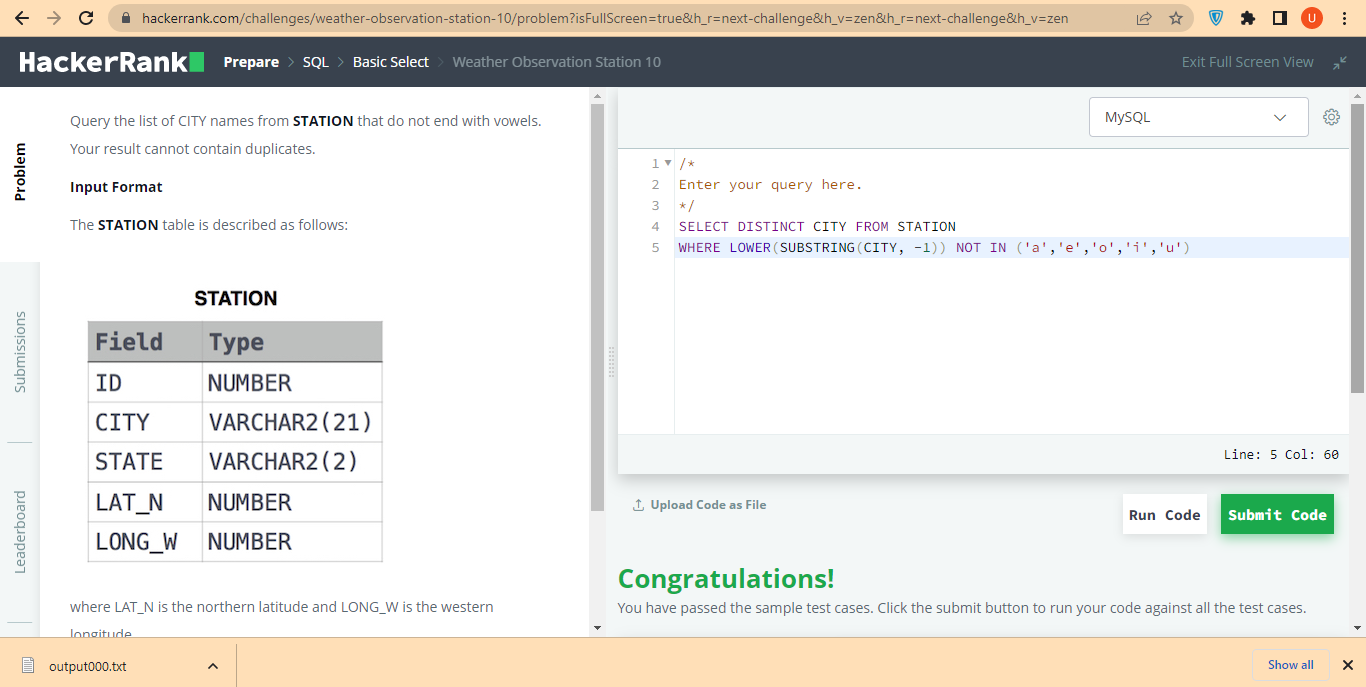 hackerrank.com/challenges/weather-observation-station-10/problem?isFullScreen=true&h_r=next-challenge&h_v=zen&h_r=next-challenge&h_v=zen
U
HackerRank
Prepare > SQL > Basic Select > Weather Observation Station 10
Exit Full Screen View
Problem
Submissions
Leaderboard
Query the list of CITY names from STATION that do not end with vowels.
Your result cannot contain duplicates.
Input Format
The STATION table is described as follows:
STATION
Field Type
ID NUMBER
CITY VARCHAR2(21)
STATE VARCHAR2(2)
LAT_N NUMBER
LONG_W NUMBER
where LAT_N is the northern latitude and LONG_W is the western
longitude
MySQL
1 /*
2 Enter your query here.
3 */
4 SELECT DISTINCT CITY FROM STATION
5 WHERE LOWER(SUBSTRING(CITY, -1)) NOT IN ('a','e','o','i','u')
Line: 5 Col: 60
Upload Code as File
Run Code
Submit Code
Congratulations!
You have passed the sample test cases. Click the submit button to run your code against all the test cases.
output000.txt
Show all